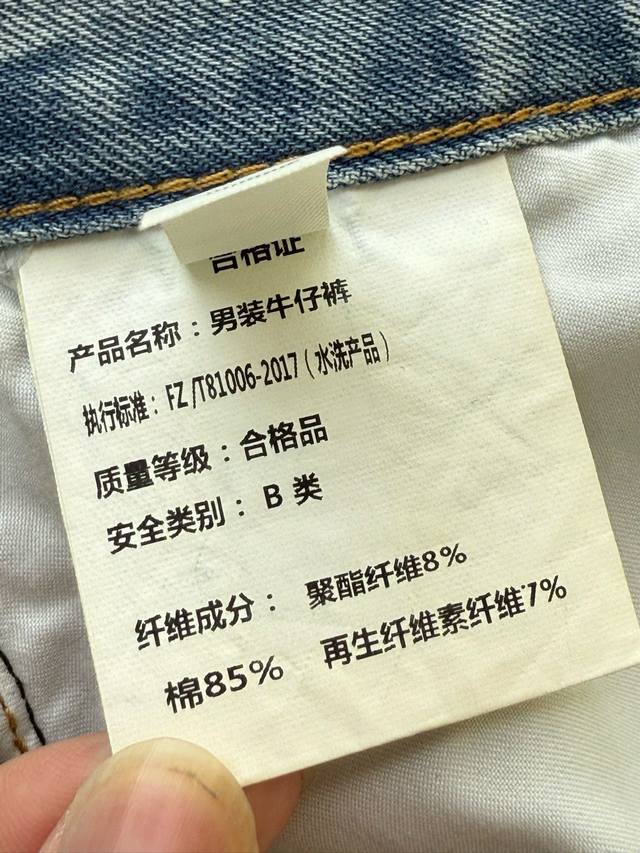 合格证
产品名称：男装牛仔裤
执行标准：FZ/T81006-2017（水洗产品）
质量等级：合格品
安全类别：B 类
纤维成分：聚酯纤维8%
棉85% 再生纤维素纤维7%